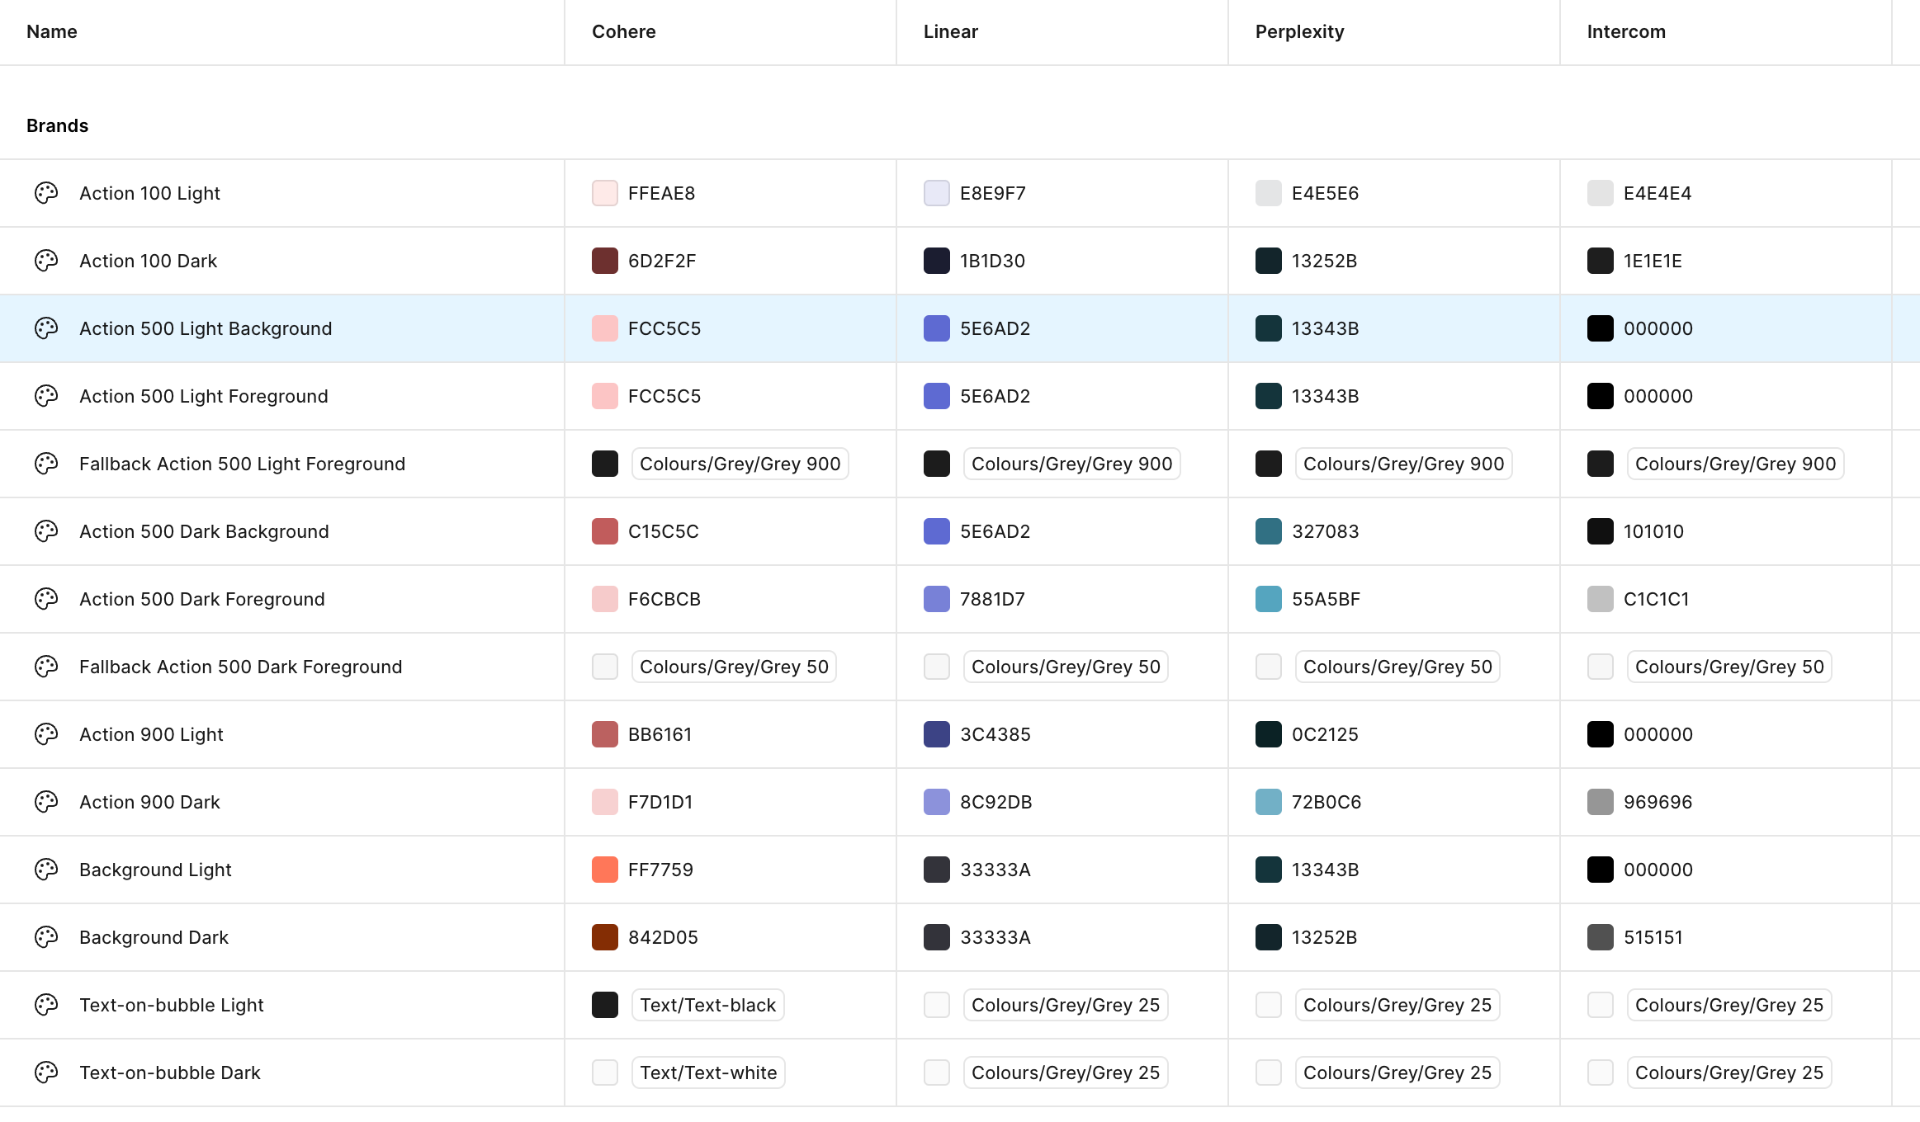 Name Cohere Linear Perplexity Intercom
Brands
Action 100 Light FFEAE8 E8E9F7 E4E5E6 E4E4E4
Action 100 Dark 6D2F2F 1B1D30 13252B 1E1E1E
Action 500 Light Background FCC5C5 5E6AD2 13343B 000000
Action 500 Light Foreground FCC5C5 5E6AD2 13343B 000000
Fallback Action 500 Light Foreground Colours/Grey/Grey 900 Colours/Grey/Grey 900 Colours/Grey/Grey 900 Colours/Grey/Grey 900
Action 500 Dark Background C15C5C 5E6AD2 327083 101010
Action 500 Dark Foreground F6CBCB 7881D7 55A5BF C1C1C1
Fallback Action 500 Dark Foreground Colours/Grey/Grey 50 Colours/Grey/Grey 50 Colours/Grey/Grey 50 Colours/Grey/Grey 50
Action 900 Light BB6161 3C4385 0C2125 000000
Action 900 Dark F7D1D1 8C92DB 72B0C6 969696
Background Light FF7759 33333A 13343B 000000
Background Dark 842D05 33333A 13252B 515151
Text-on-bubble Light Text/Text-black Colours/Grey/Grey 25 Colours/Grey/Grey 25 Colours/Grey/Grey 25
Text-on-bubble Dark Text/Text-white Colours/Grey/Grey 25 Colours/Grey/Grey 25 Colours/Grey/Grey 25